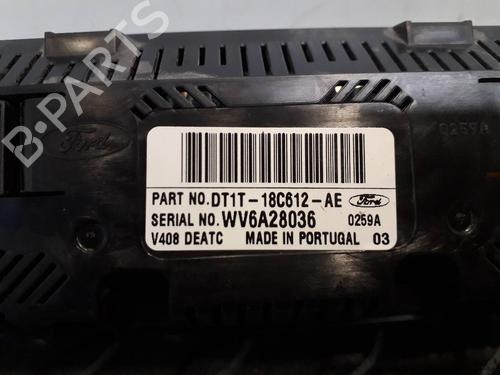 B-PARTS
Ford
0259A
PART NO. DT1T-18C612-AE Ford
SERIAL NO. WV6A28036 0259A
V408 DEATC MADE IN PORTUGAL 03